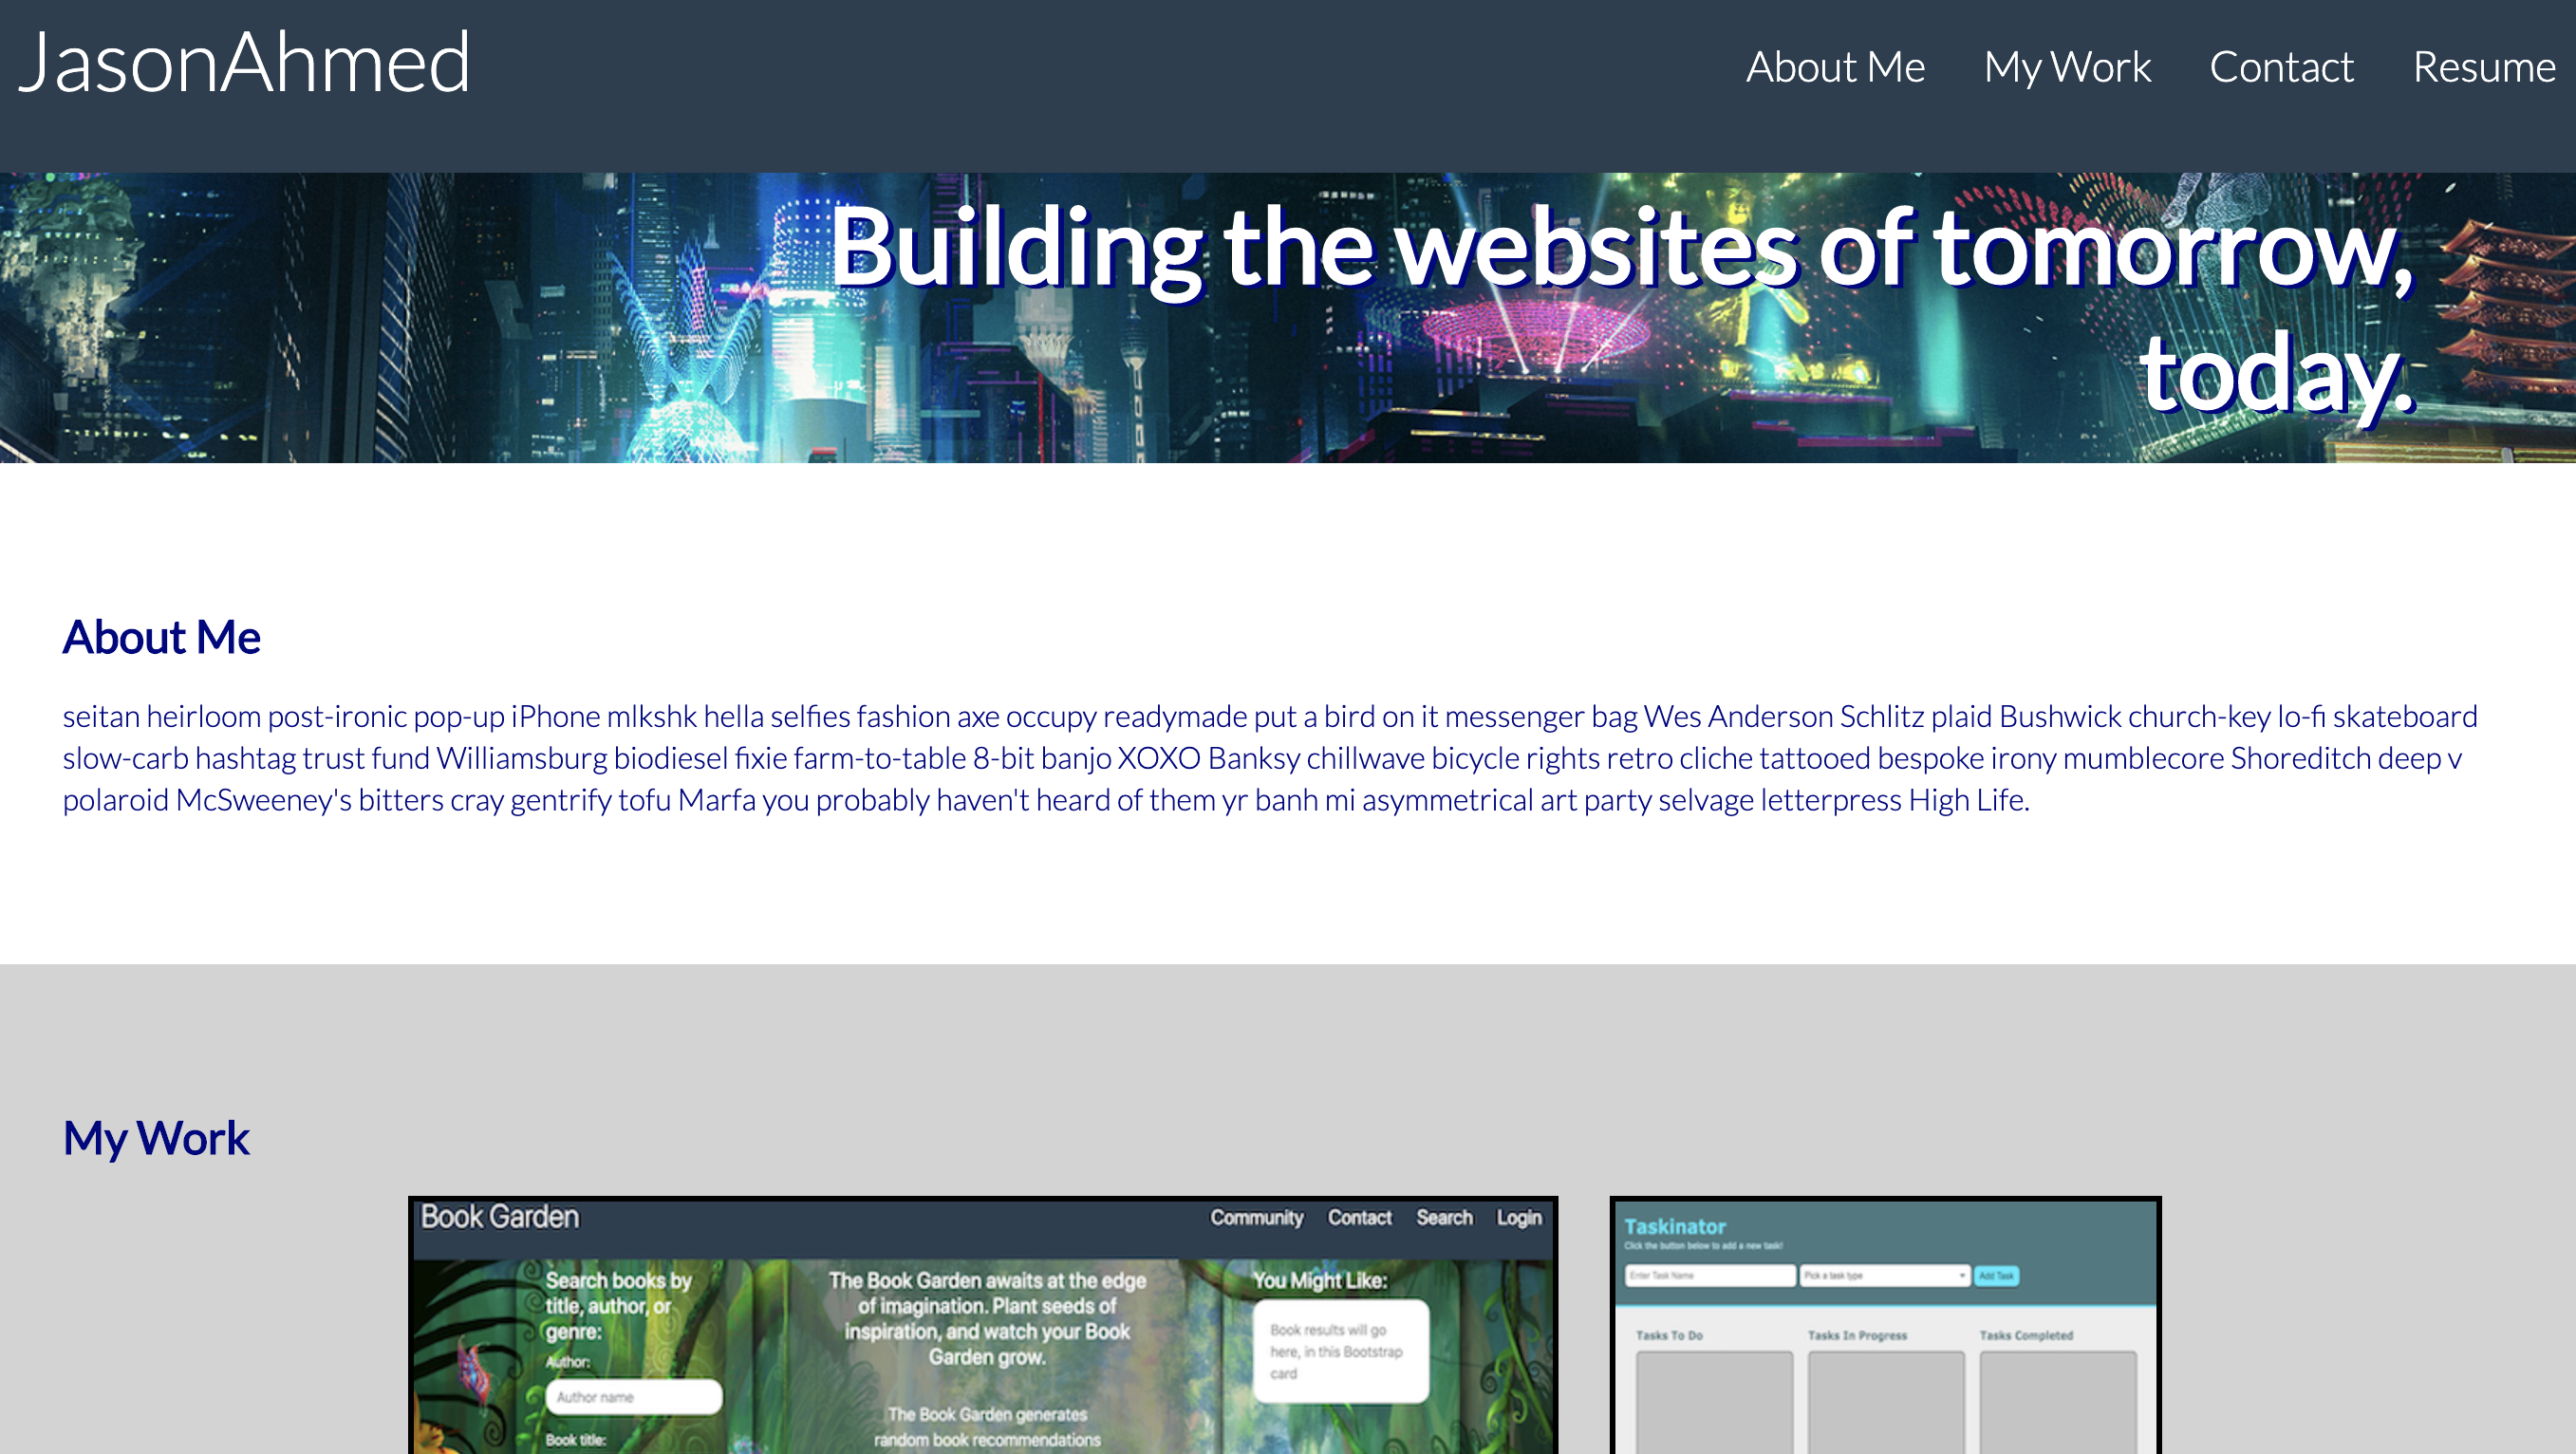 JasonAhmed
About Me
My Work
Contact
Resume
Building the websites of tomorrow,
today.
About Me
seitan heirloom post-ironic pop-up iPhone mlkshk hella selfies fashion axe occupy readymade put a bird on it messenger bag Wes Anderson Schlitz plaid Bushwick church-key lo-fi skateboard
slow-carb hashtag trust fund Williamsburg biodiesel fixie farm-to-table 8-bit banjo XOXO Banksy chillwave bicycle rights retro cliche tattooed bespoke irony mumblecore Shoreditch deep v
polaroid McSweeney's bitters cray gentrify tofu Marfa you probably haven't heard of them yr banh mi asymmetrical art party selvage letterpress High Life.
My Work
Book Garden
Community
Contact
Search
Login
Search books by
title, author, or
genre:
Author:
Author name
Book title:
The Book Garden awaits at the edge
of imagination. Plant seeds of
inspiration, and watch your Book
Garden grow.
The Book Garden generates
random book recommendations
You Might Like:
Book results will go
here, in this Bootstrap
card
Taskinator
Click the button below to add a new task!
Enter Task Name
Pick a task type
Add Task
Tasks To Do
Tasks In Progress
Tasks Completed